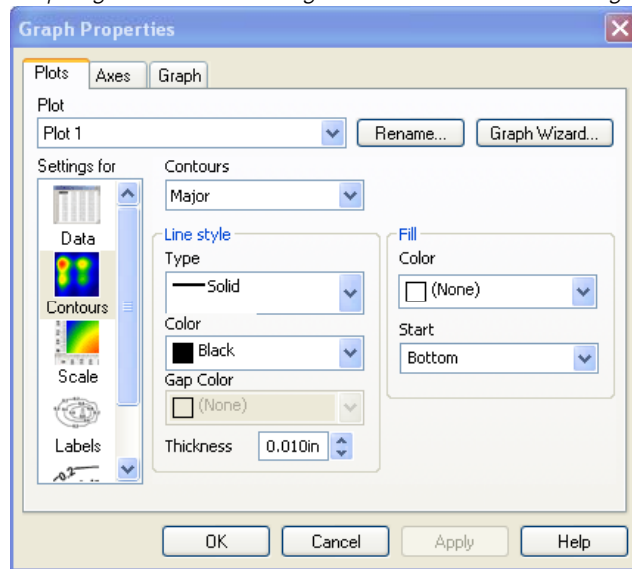 Graph Properties
Plots Axes Graph
Plot
Plot 1 Rename... Graph Wizard...
Settings for Contours
Major
Data
Line style Fill
Type Color
Solid (None)
Contours
Color Start
Black Bottom
Scale
Gap Color
(None)
Labels
Thickness 0.010in
OK Cancel Apply Help